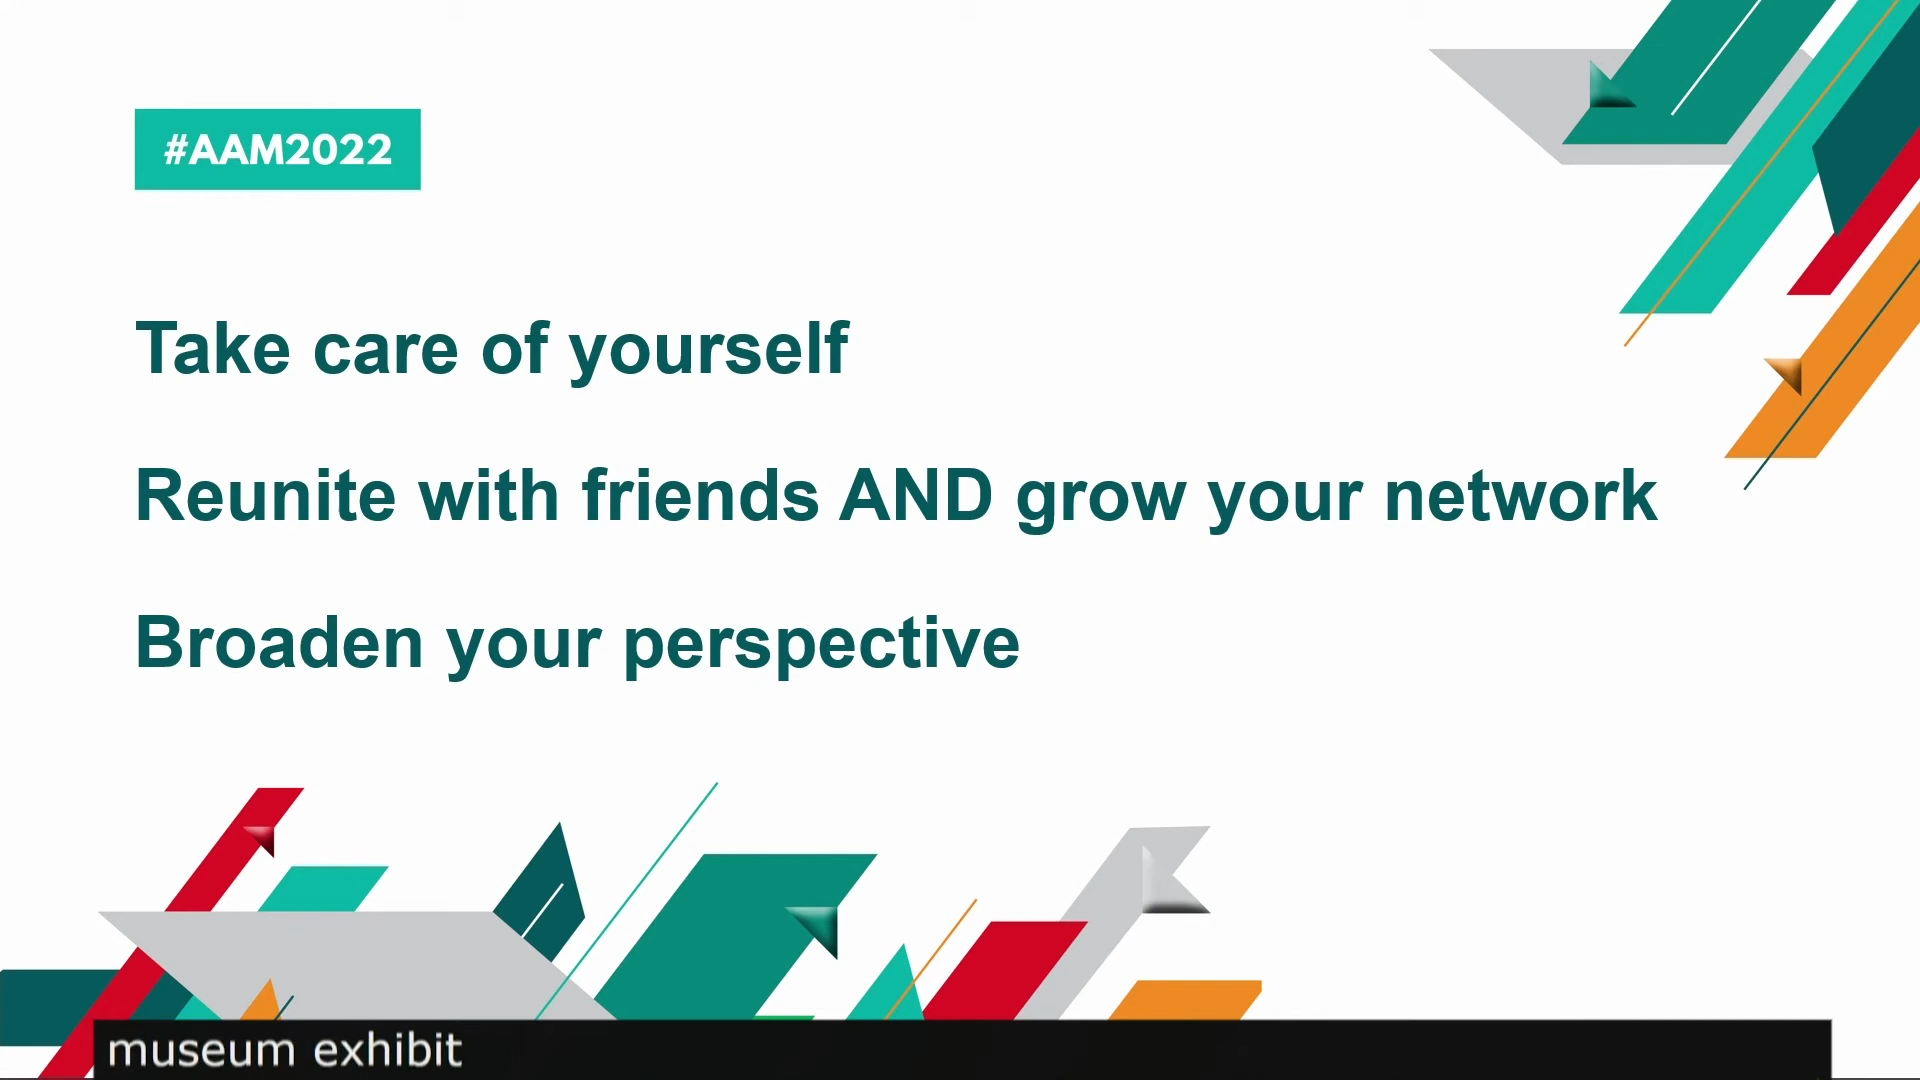 #AAM2022
Take care of yourself
Reunite with friends AND grow your network
Broaden your perspective
museum exhibit